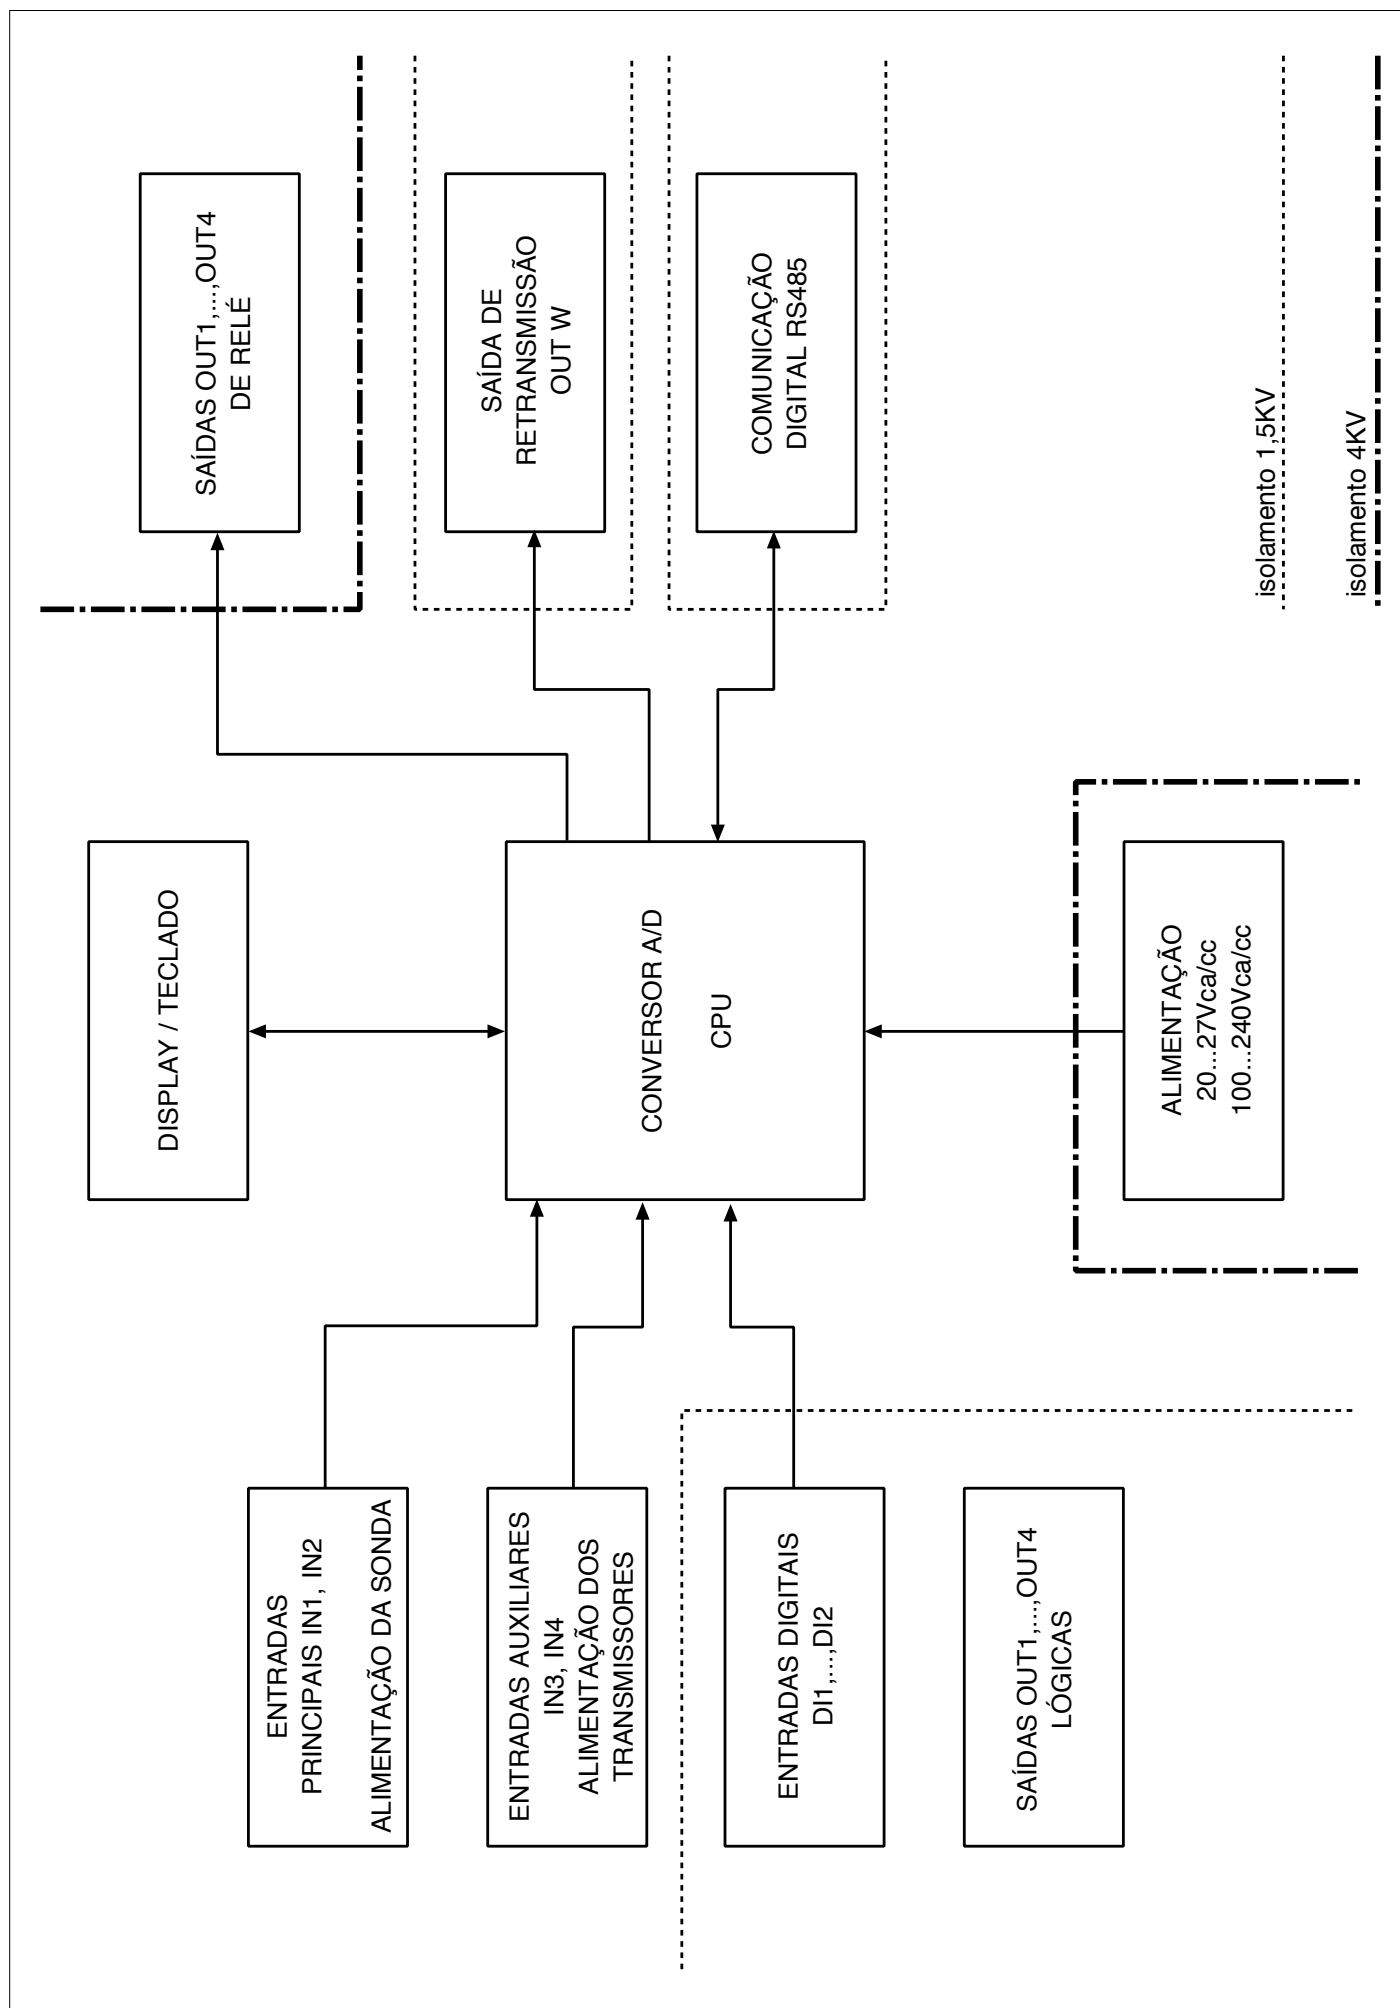 ENTRADAS
PRINCIPAIS IN1, IN2
ALIMENTAÇÃO DA SONDA
ENTRADAS AUXILIARES
IN3, IN4
ALIMENTAÇÃO DOS
TRANSMISSORES
ENTRADAS DIGITAIS
DI1,...,DI2
SAÍDAS OUT1,...,OUT4
LÓGICAS
DISPLAY / TECLADO
CONVERSOR A/D
CPU
ALIMENTAÇÃO
20...27Vca/cc
100...240Vca/cc
SAÍDAS OUT1,...,OUT4
DE RELÉ
SAÍDA DE
RETRANSMISSÃO
OUT W
COMUNICAÇÃO
DIGITAL RS485
isolamento 1,5KV
isolamento 4KV